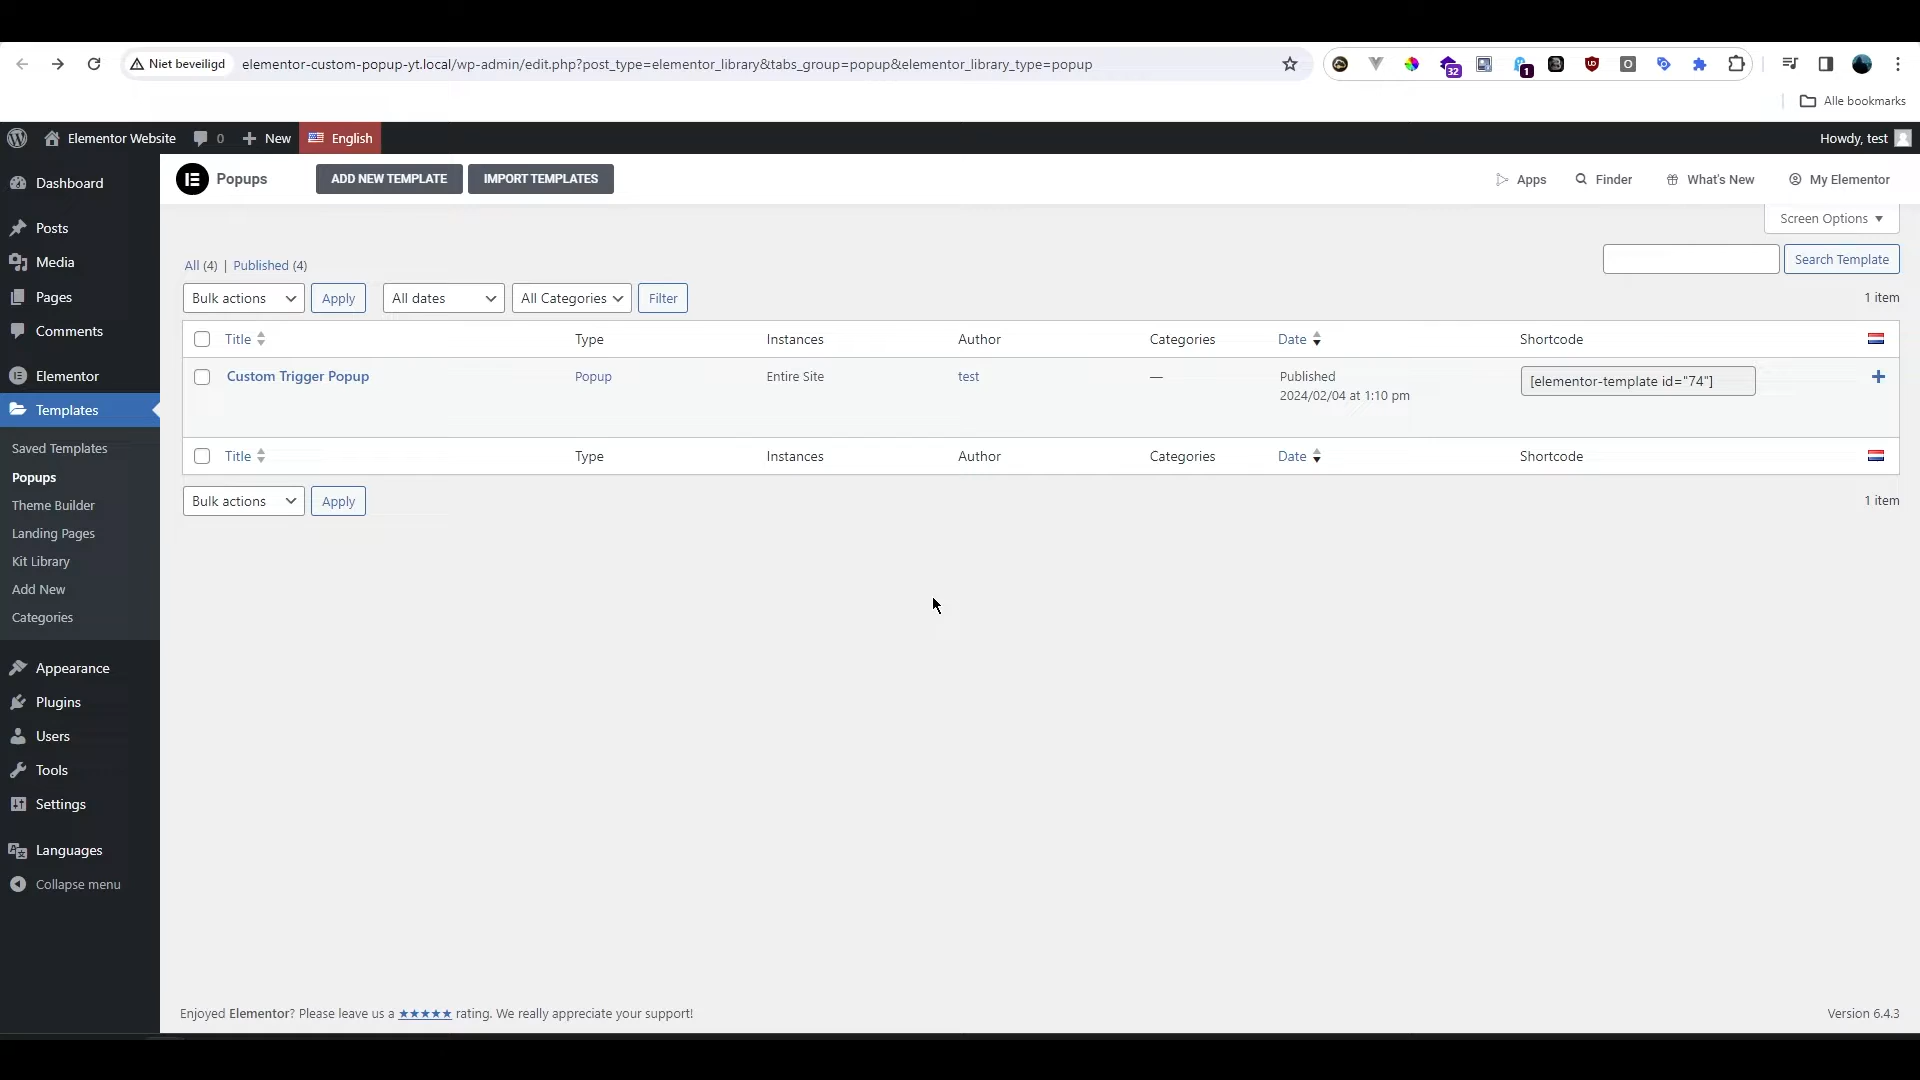 Niet beveiligd elementor-custom-popup-yt.local/wp-admin/edit.php?post_type=elementor_library&tabs_group=popup&elementor_library_type=popup 32 1
Alle bookmarks
Elementor Website 0 New English Howdy, test
Dashboard
Posts
Media
Pages
Comments
Elementor
Templates
Saved Templates
Popups
Theme Builder
Landing Pages
Kit Library
Add New
Categories
Appearance
Plugins
Users
Tools
Settings
Languages
Collapse menu
Popups ADD NEW TEMPLATE IMPORT TEMPLATES Apps Finder What's New My Elementor
Screen Options
All (4) | Published (4) Search Template
Bulk actions Apply All dates All Categories Filter 1 item
Title Type Instances Author Categories Date Shortcode
Custom Trigger Popup Popup Entire Site test — Published [elementor-template id="74"] +
2024/02/04 at 1:10 pm
Title Type Instances Author Categories Date Shortcode
Bulk actions Apply 1 item
Enjoyed Elementor? Please leave us a ★★★★★ rating. We really appreciate your support! Version 6.4.3